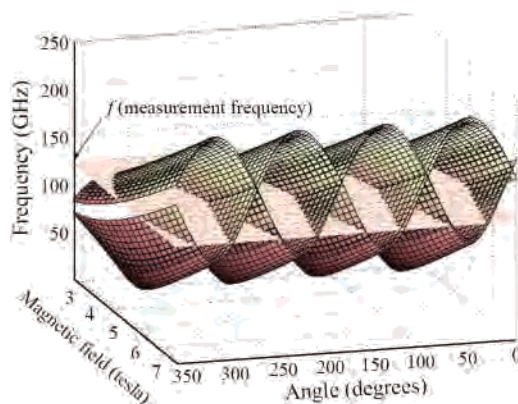 250
200
150
100
50
Frequency (GHz)
f (measurement frequency)
3
4
5
6
7
Magnetic field (tesla)
350 300 250 200 150 100 50 0
Angle (degrees)